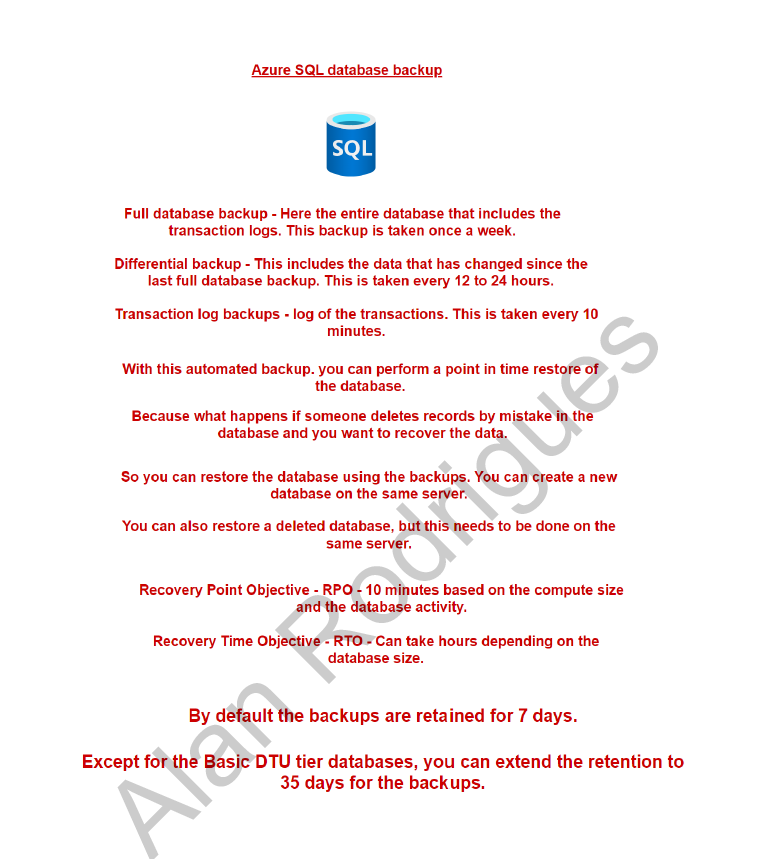 Azure SQL database backup
SQL
Full database backup - Here the entire database that includes the
transaction logs. This backup is taken once a week.
Differential backup - This includes the data that has changed since the
last full database backup. This is taken every 12 to 24 hours.
Transaction log backups - log of the transactions. This is taken every 10
minutes.
With this automated backup. you can perform a point in time restore of
the database.
Because what happens if someone deletes records by mistake in the
database and you want to recover the data.
So you can restore the database using the backups. You can create a new
database on the same server.
You can also restore a deleted database, but this needs to be done on the
same server.
Recovery Point Objective - RPO - 10 minutes based on the compute size
and the database activity.
Recovery Time Objective - RTO - Can take hours depending on the
database size.
By default the backups are retained for 7 days.
Except for the Basic DTU tier databases, you can extend the retention to
35 days for the backups.
Alan Rodrigues